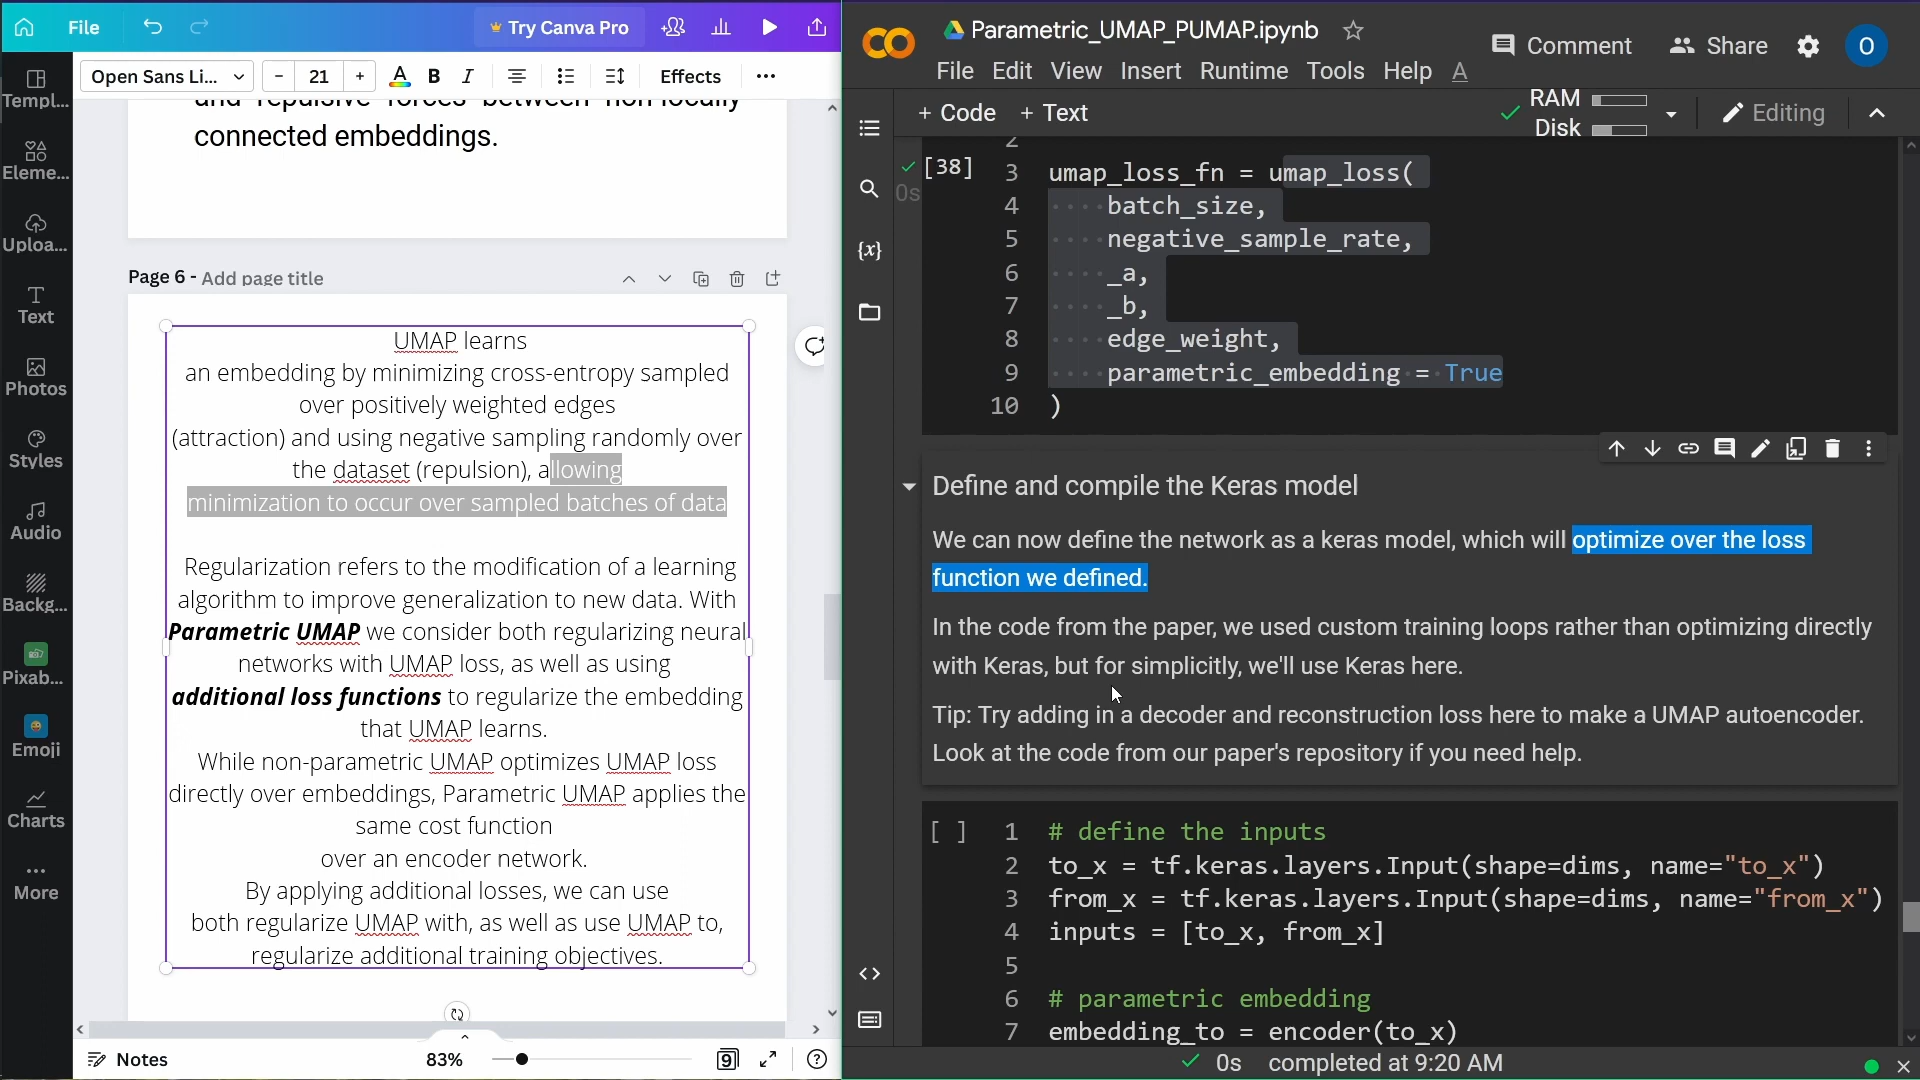 File
Try Canva Pro
Open Sans Li...
- 21 +
A B I
Effects
Templ...
Eleme...
Uploa...
Text
Photos
Styles
Audio
Backg...
Pixab...
Emoji
Charts
More
and repulsive forces between non-locally
connected embeddings.
Page 6 - Add page title
UMAP learns
an embedding by minimizing cross-entropy sampled
over positively weighted edges
(attraction) and using negative sampling randomly over
the dataset (repulsion), allowing
minimization to occur over sampled batches of data
Regularization refers to the modification of a learning
algorithm to improve generalization to new data. With
Parametric UMAP we consider both regularizing neural
networks with UMAP loss, as well as using
additional loss functions to regularize the embedding
that UMAP learns.
While non-parametric UMAP optimizes UMAP loss
directly over embeddings, Parametric UMAP applies the
same cost function
over an encoder network.
By applying additional losses, we can use
both regularize UMAP with, as well as use UMAP to,
regularize additional training objectives.
Notes
83%
9
?
Parametric_UMAP_PUMAP.ipynb
Comment
Share
O
File Edit View Insert Runtime Tools Help A
+ Code + Text
RAM
Disk
Editing
{x}
2
[38] 3 umap_loss_fn = umap_loss(
0s
4 batch_size,
5 negative_sample_rate,
6 _a,
7 _b,
8 edge_weight,
9 parametric_embedding = True
10 )
Define and compile the Keras model
We can now define the network as a keras model, which will optimize over the loss
function we defined.
In the code from the paper, we used custom training loops rather than optimizing directly
with Keras, but for simplicitly, we'll use Keras here.
Tip: Try adding in a decoder and reconstruction loss here to make a UMAP autoencoder.
Look at the code from our paper's repository if you need help.
[ ] 1 # define the inputs
2 to_x = tf.keras.layers.Input(shape=dims, name="to_x")
3 from_x = tf.keras.layers.Input(shape=dims, name="from_x")
4 inputs = [to_x, from_x]
5
6 # parametric embedding
7 embedding_to = encoder(to_x)
0s completed at 9:20 AM